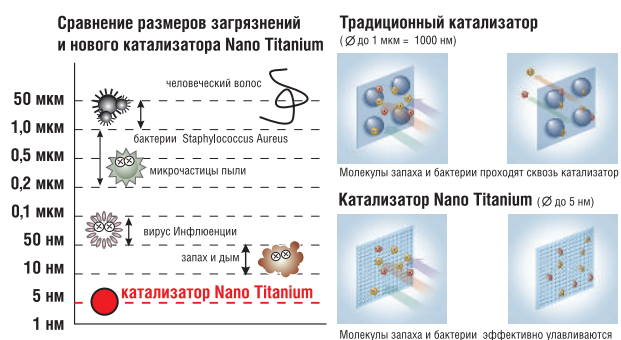 Сравнение размеров загрязнений
и нового катализатора Nano Titanium
человеческий волос
50 мкм
1,0 мкм
бактерии Staphylococcus Aureus
0,5 мкм
микрочастицы пыли
0,2 мкм
0,1 мкм
вирус Инфлюенции
50 нм
запах и дым
10 нм
5 нм
катализатор Nano Titanium
1 нм
Традиционный катализатор
(Ø до 1 мкм = 1000 нм)
Молекулы запаха и бактерии проходят сквозь катализатор
Катализатор Nano Titanium (Ø до 5 нм)
Молекулы запаха и бактерии эффективно улавливаются